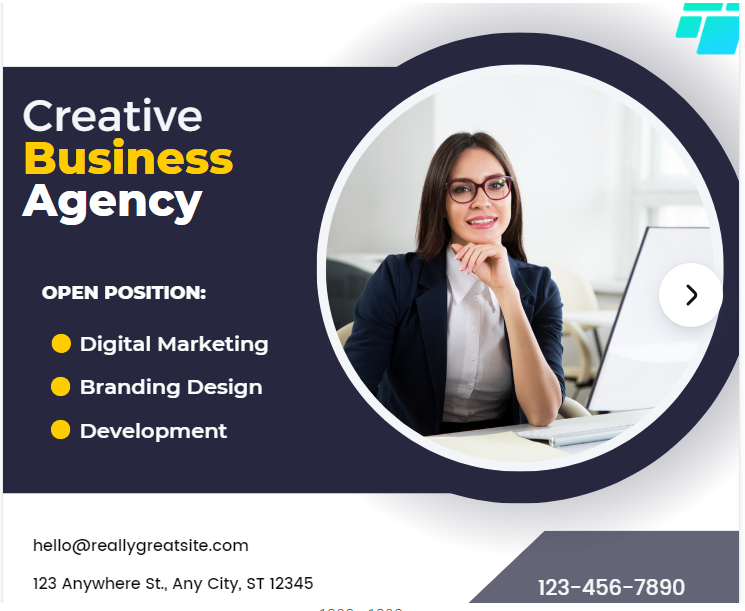 Creative
Business
Agency
OPEN POSITION:
Digital Marketing
Branding Design
Development
hello@reallygreatsite.com
123 Anywhere St., Any City, ST 12345
123-456-7890